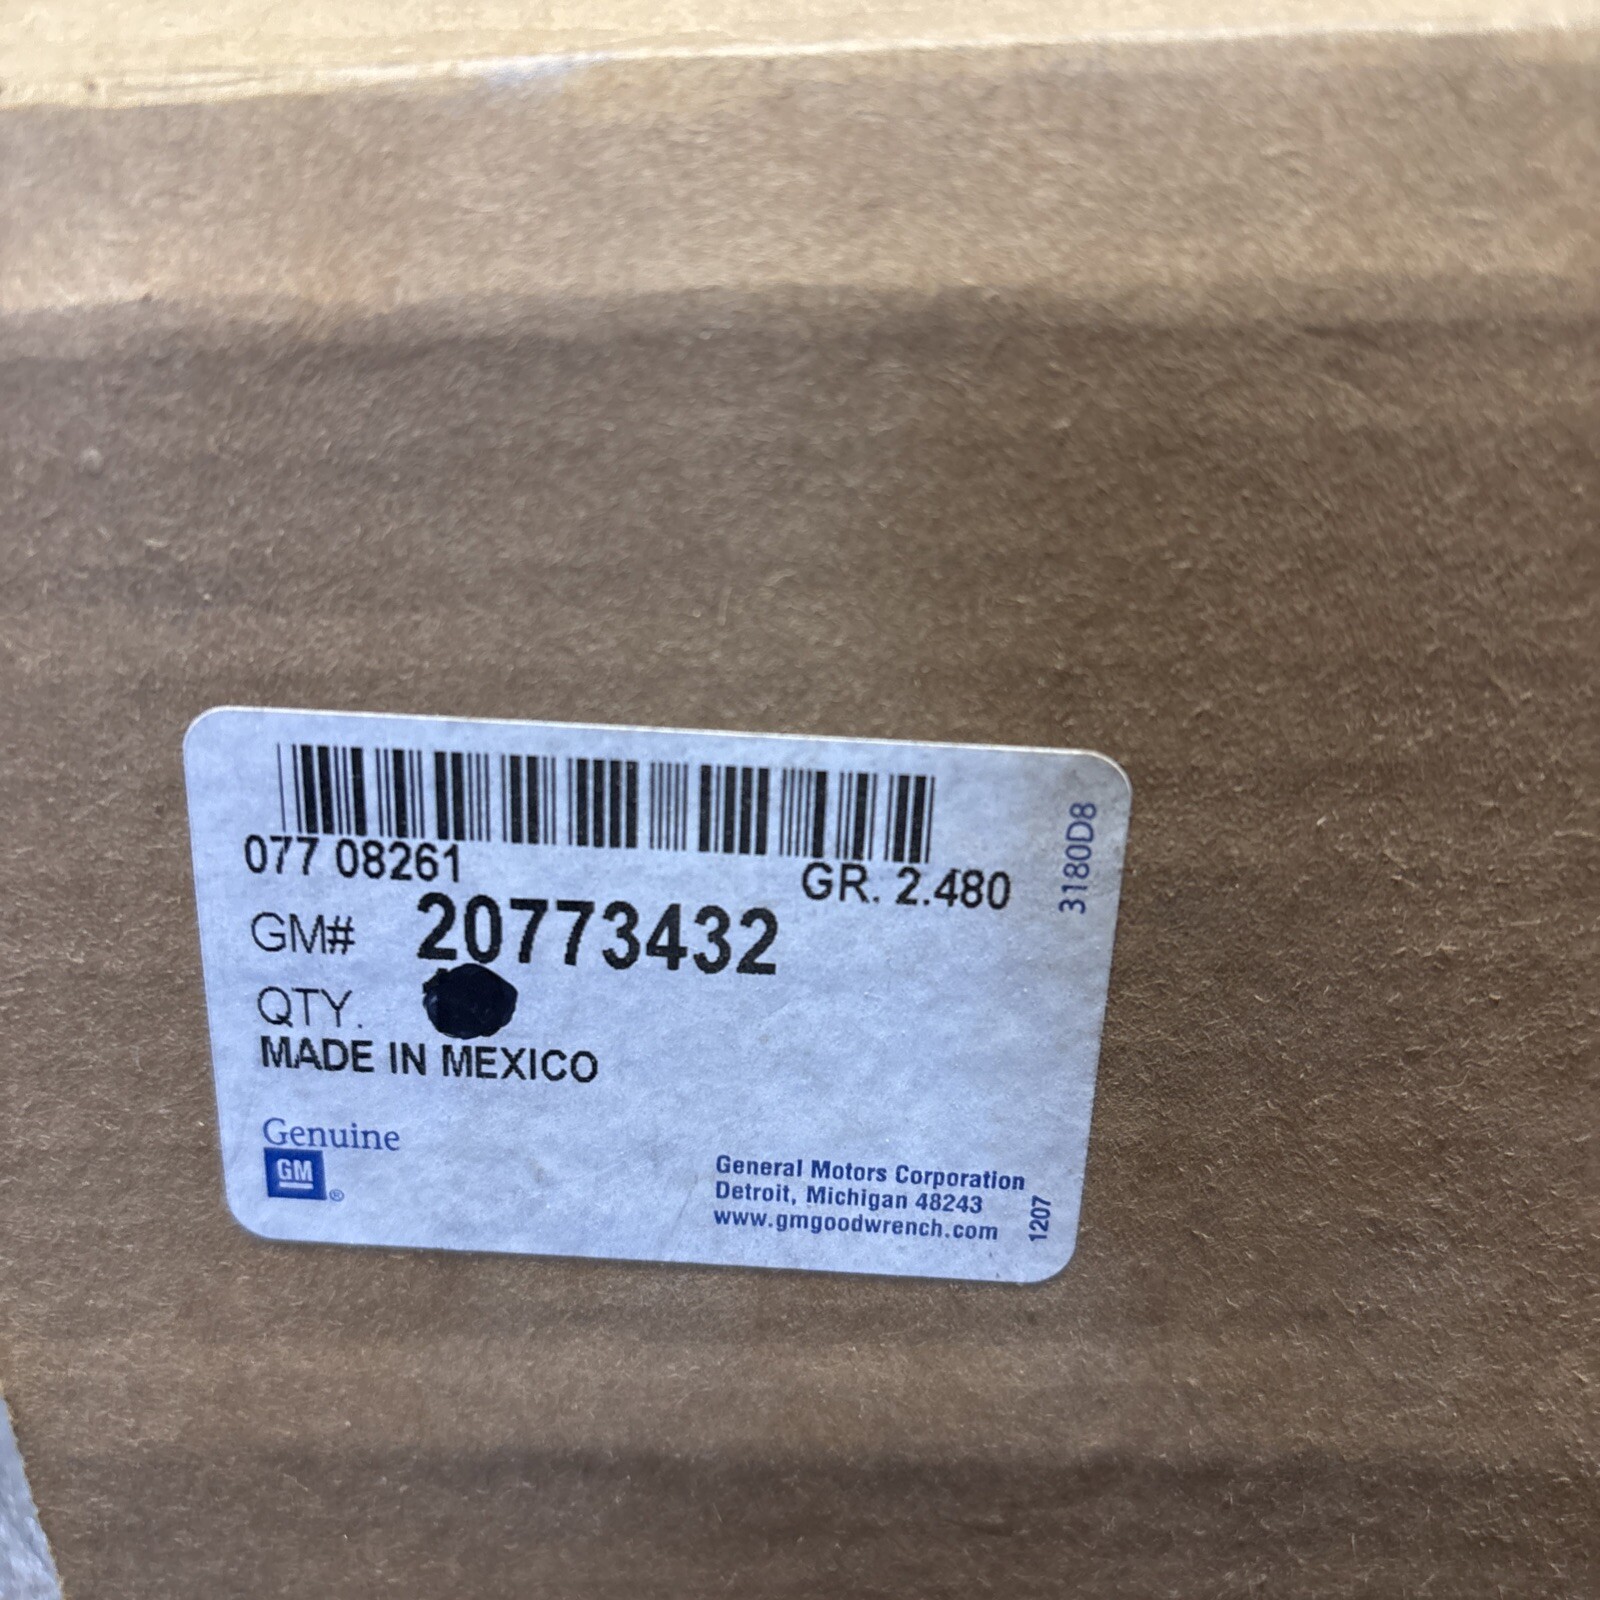 077 08261
GR. 2.480
3180D8
GM# 20773432
QTY.
MADE IN MEXICO
Genuine
GM ®
General Motors Corporation
Detroit, Michigan 48243
www.gmgoodwrench.com
1207